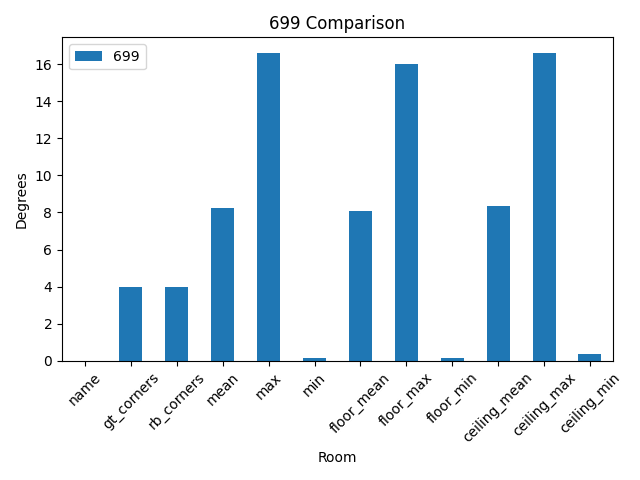 699 Comparison
699
Degrees
16
14
12
10
8
6
4
2
0
name
gt_corners
rb_corners
mean
max
min
floor_mean
floor_max
floor_min
ceiling_mean
ceiling_max
ceiling_min
Room